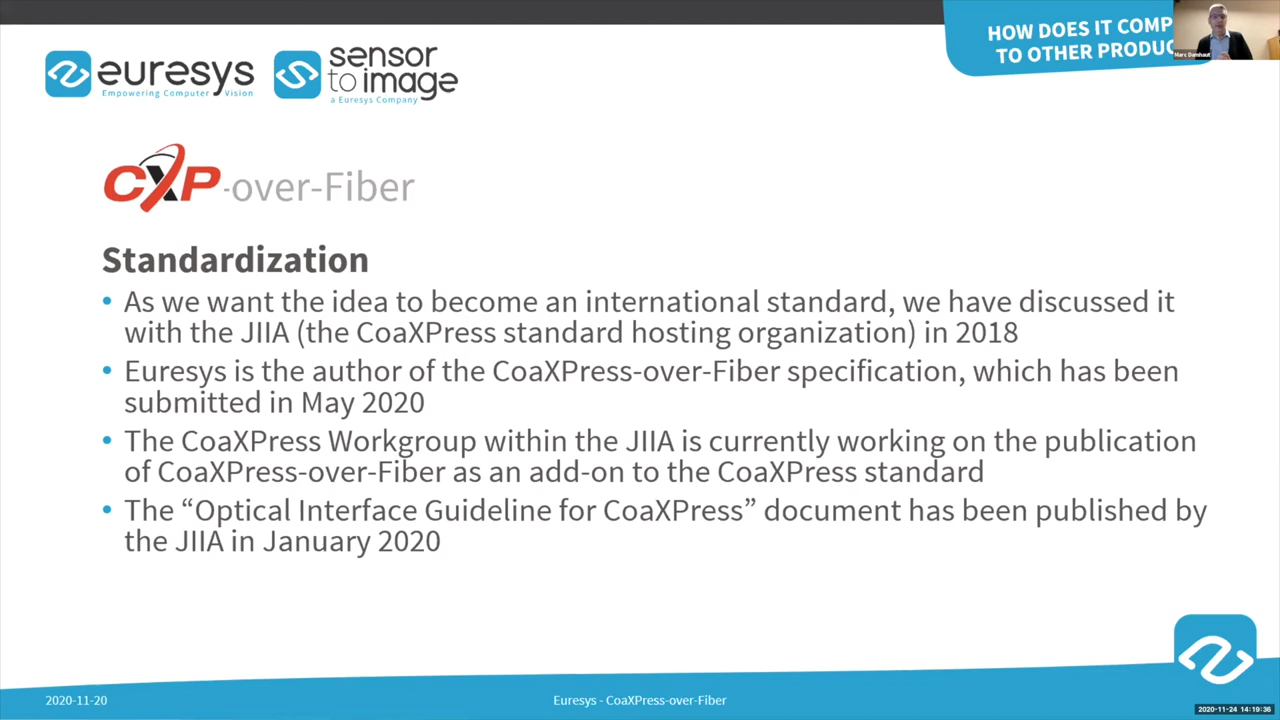 HOW DOES IT COMP
TO OTHER PRODUC
Marc Damhaut
euresys
Empowering Computer Vision
sensor
to image
a Euresys Company
CXP-over-Fiber
Standardization
• As we want the idea to become an international standard, we have discussed it
with the JIIA (the CoaXPress standard hosting organization) in 2018
• Euresys is the author of the CoaXPress-over-Fiber specification, which has been
submitted in May 2020
• The CoaXPress Workgroup within the JIIA is currently working on the publication
of CoaXPress-over-Fiber as an add-on to the CoaXPress standard
• The “Optical Interface Guideline for CoaXPress” document has been published by
the JIIA in January 2020
2020-11-20
Euresys - CoaXPress-over-Fiber
2020-11-24 14:19:36